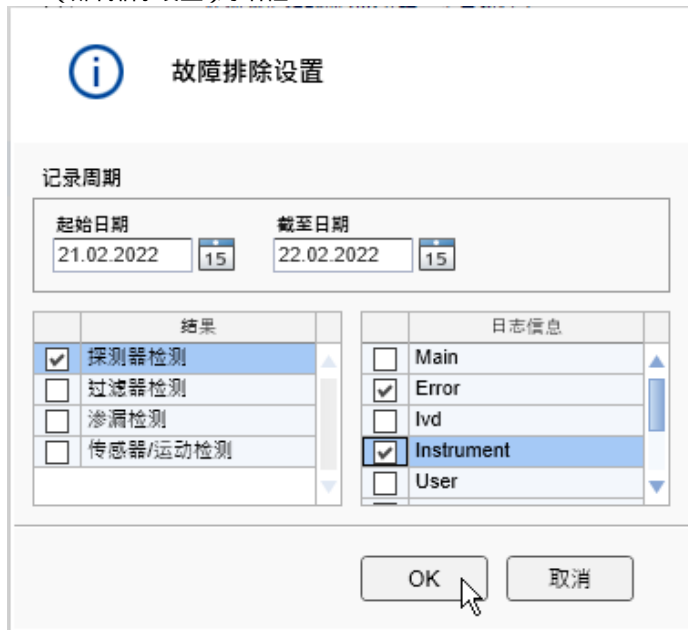 故障排除设置
记录周期
起始日期 截至日期
21.02.2022 15 22.02.2022 15
结果 日志信息
探测器检测 Main
过滤器检测 Error
渗漏检测 Ivd
传感器/运动检测 Instrument
User
OK 取消